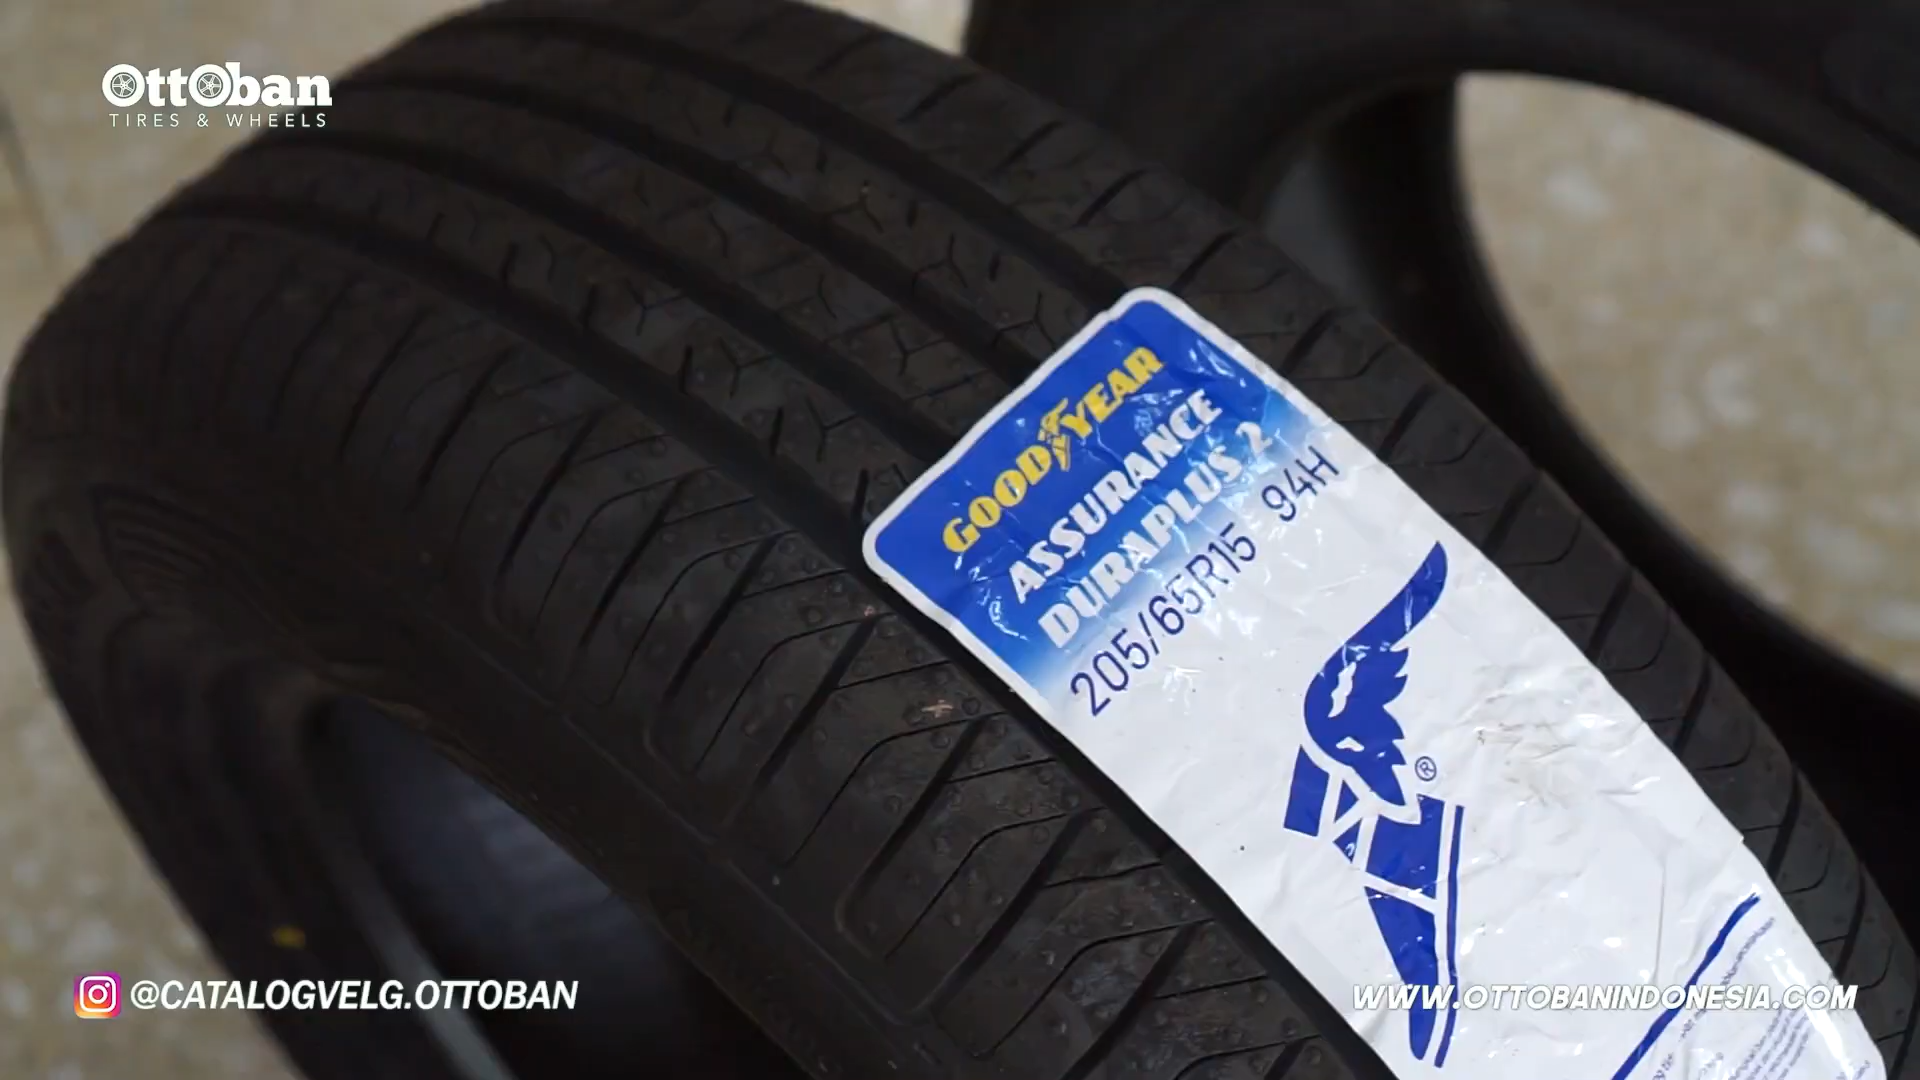 OttOban
TIRES & WHEELS
GOODYEAR
ASSURANCE
DURAPLUS 2
205/65R15 94H
®
@CATALOGVELG.OTTOBAN
WWW.OTTOBANINDONESIA.COM